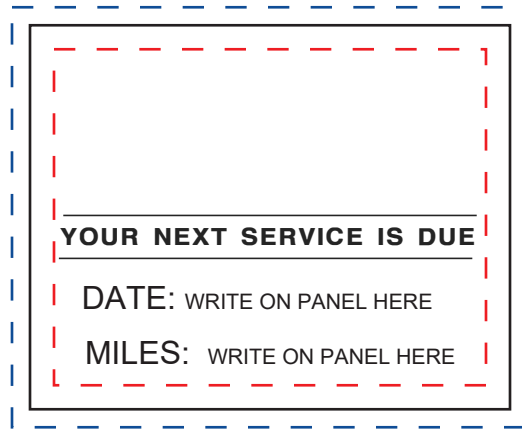 YOUR NEXT SERVICE IS DUE
DATE: WRITE ON PANEL HERE
MILES: WRITE ON PANEL HERE